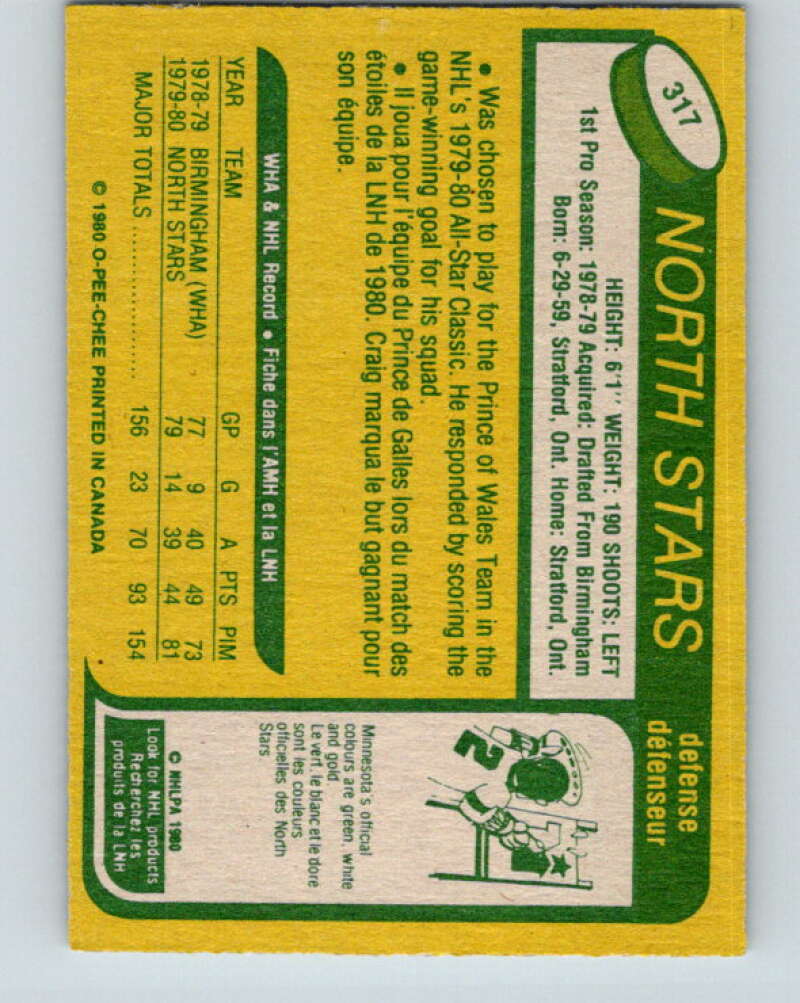 317
NORTH STARS
defense
défenseur
HEIGHT: 6'1'' WEIGHT: 190 SHOOTS: LEFT
1st Pro Season: 1978-79 Acquired: Drafted From Birmingham
Born: 6-29-59, Stratford, Ont. Home: Stratford, Ont.
• Was chosen to play for the Prince of Wales Team in the
NHL's 1979-80 All-Star Classic. He responded by scoring the
game-winning goal for his squad.
• Il joua pour l'équipe du Prince de Galles lors du match des
étoiles de la LNH de 1980. Craig marqua le but gagnant pour
son équipe.
2
Minnesota's official
colours are green, white
and gold.
Le vert, le blanc et le dore
sont les couleurs
officielles des North
Stars
WHA & NHL Record • Fiche dans l'AMH et la LNH
YEAR TEAM GP G A PTS PIM
1978-79 BIRMINGHAM (WHA) 77 9 40 49 73
1979-80 NORTH STARS 79 14 39 44 81
MAJOR TOTALS .................... 156 23 70 93 154
© 1980 O-PEE-CHEE PRINTED IN CANADA
© NHLPA 1980
Look for NHL products
Recherchez les
produits de la LNH